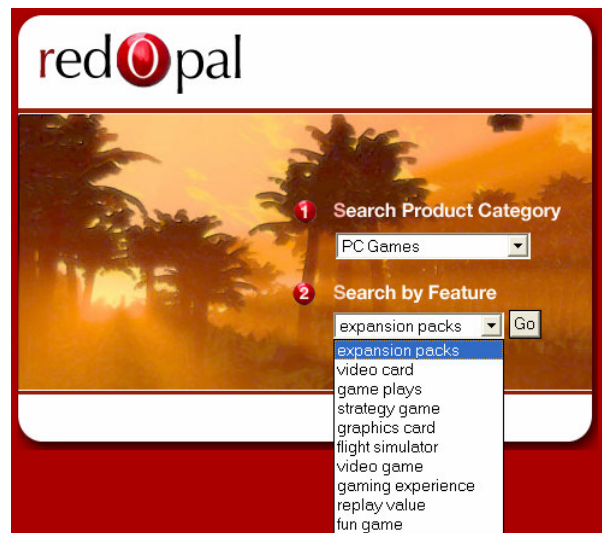 redOpal
1 Search Product Category
PC Games
2 Search by Feature
expansion packs Go
expansion packs
video card
game plays
strategy game
graphics card
flight simulator
video game
gaming experience
replay value
fun game